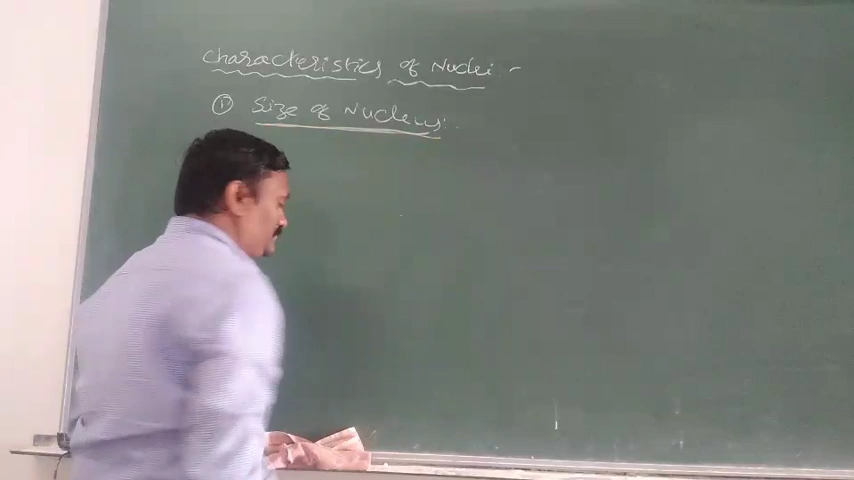 Characteristics of Nuclei :-
① Size of Nucleus:-